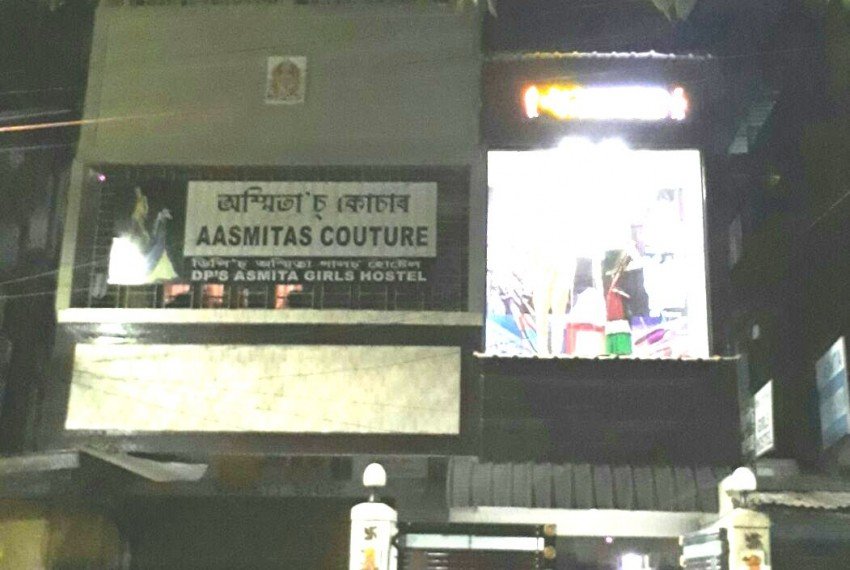 অস্মিতা'চ্ কোচাৰ
AASMITAS COUTURE
ডিপি'চ্ অস্মিতা গাৰ্লচ্ হোষ্টেল
DP'S ASMITA GIRLS HOSTEL